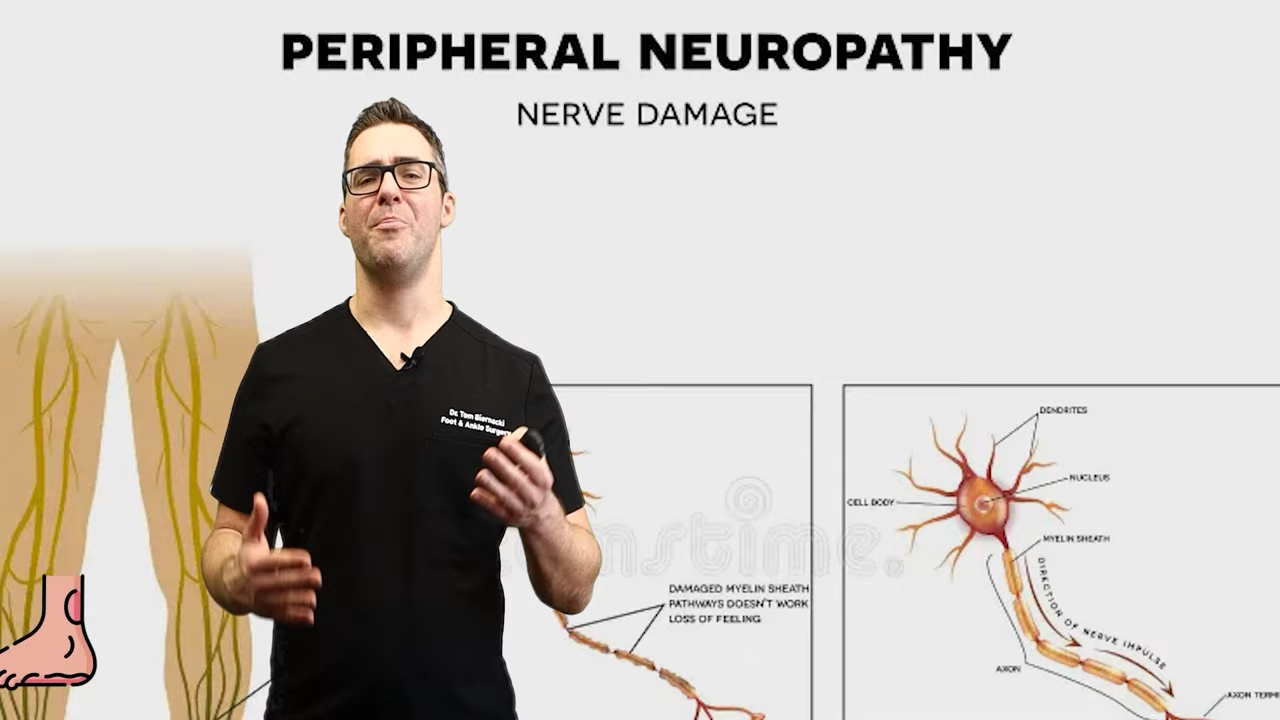 PERIPHERAL NEUROPATHY
NERVE DAMAGE
Dr. Tom Biernacki
Foot & Ankle
DENDRITES
NUCLEUS
CELL BODY
MYELIN SHEATH
DIRECTION OF NERVE IMPULSE
AXON
DAMAGED MYELIN SHEATH
PATHWAYS DOESN'T WORK
LOSS OF FEELING
AXON